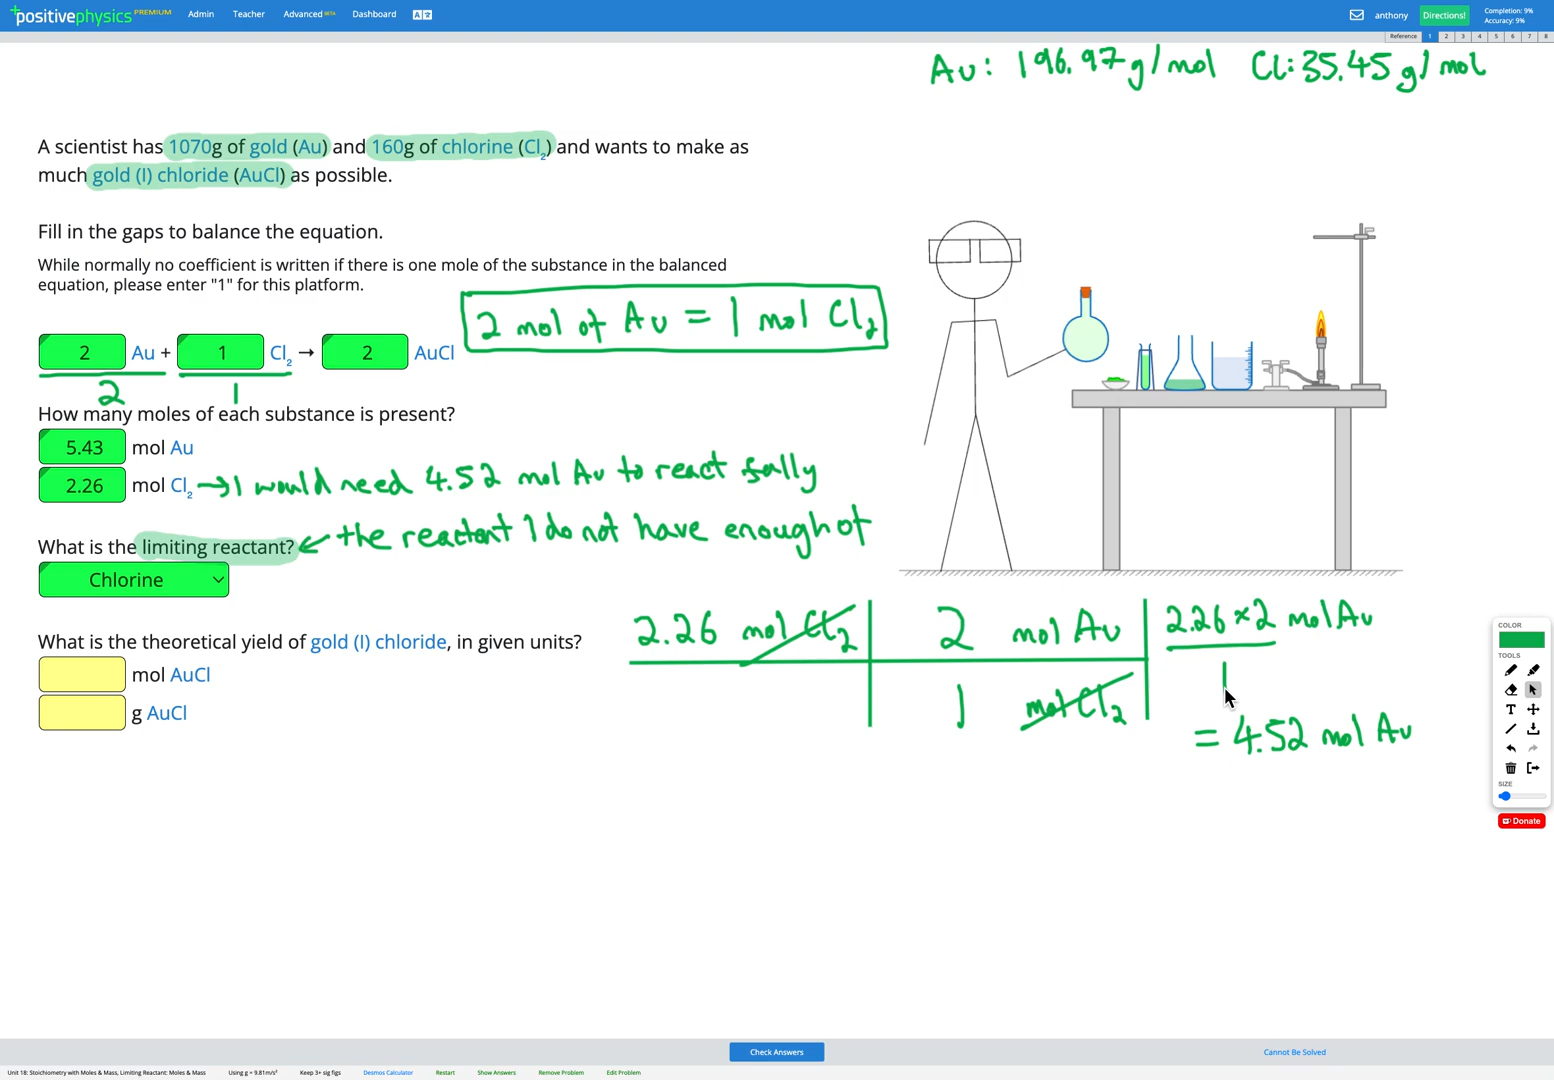 positivephysics PREMIUM Admin Teacher Advanced BETA Dashboard A anthony Directions! Completion: 9%
Accuracy: 9%
Reference 1 2 3 4 5 6 7 8
Au: 196.97 g/mol Cl: 35.45 g/mol
A scientist has 1070g of gold (Au) and 160g of chlorine (Cl₂) and wants to make as
much gold (I) chloride (AuCl) as possible.
Fill in the gaps to balance the equation.
While normally no coefficient is written if there is one mole of the substance in the balanced
equation, please enter "1" for this platform.
2 mol of Au = 1 mol Cl₂
2 Au + 1 Cl₂ → 2 AuCl
2 1
How many moles of each substance is present?
5.43 mol Au
2.26 mol Cl₂ → I would need 4.52 mol Au to react fully
What is the limiting reactant? ← the reactant I do not have enough of
Chlorine
What is the theoretical yield of gold (I) chloride, in given units?
mol AuCl
g AuCl
2.26 mol Cl₂ 2 mol Au 2.26 × 2 mol Au
1 mol Cl₂ 1
= 4.52 mol Au
COLOR
TOOLS
T
SIZE
Donate
Check Answers
Cannot Be Solved
Unit 18: Stoichiometry with Moles & Mass, Limiting Reactant: Moles & Mass Using g = 9.81m/s² Keep 3+ sig figs Desmos Calculator Restart Show Answers Remove Problem Edit Problem